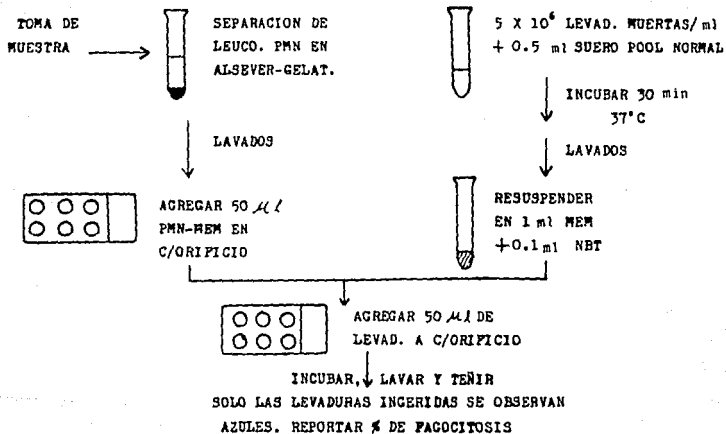 TOMA DE
MUESTRA
SEPARACION DE
LEUCO. PMN EN
ALSEVER-GELAT.
5 X 10⁶ LEVAD. MUERTAS/ml
+ 0.5 ml SUERO POOL NORMAL
INCUBAR 30 min
37°C
LAVADOS
LAVADOS
AGREGAR 50 μl
PMN-MEM EN
C/ORIFICIO
RESUSPENDER
EN 1 ml MEM
+0.1 ml NBT
AGREGAR 50 μl DE
LEVAD. A C/ORIFICIO
INCUBAR, LAVAR Y TEÑIR
SOLO LAS LEVADURAS INGERIDAS SE OBSERVAN
AZULES. REPORTAR % DE FAGOCITOSIS